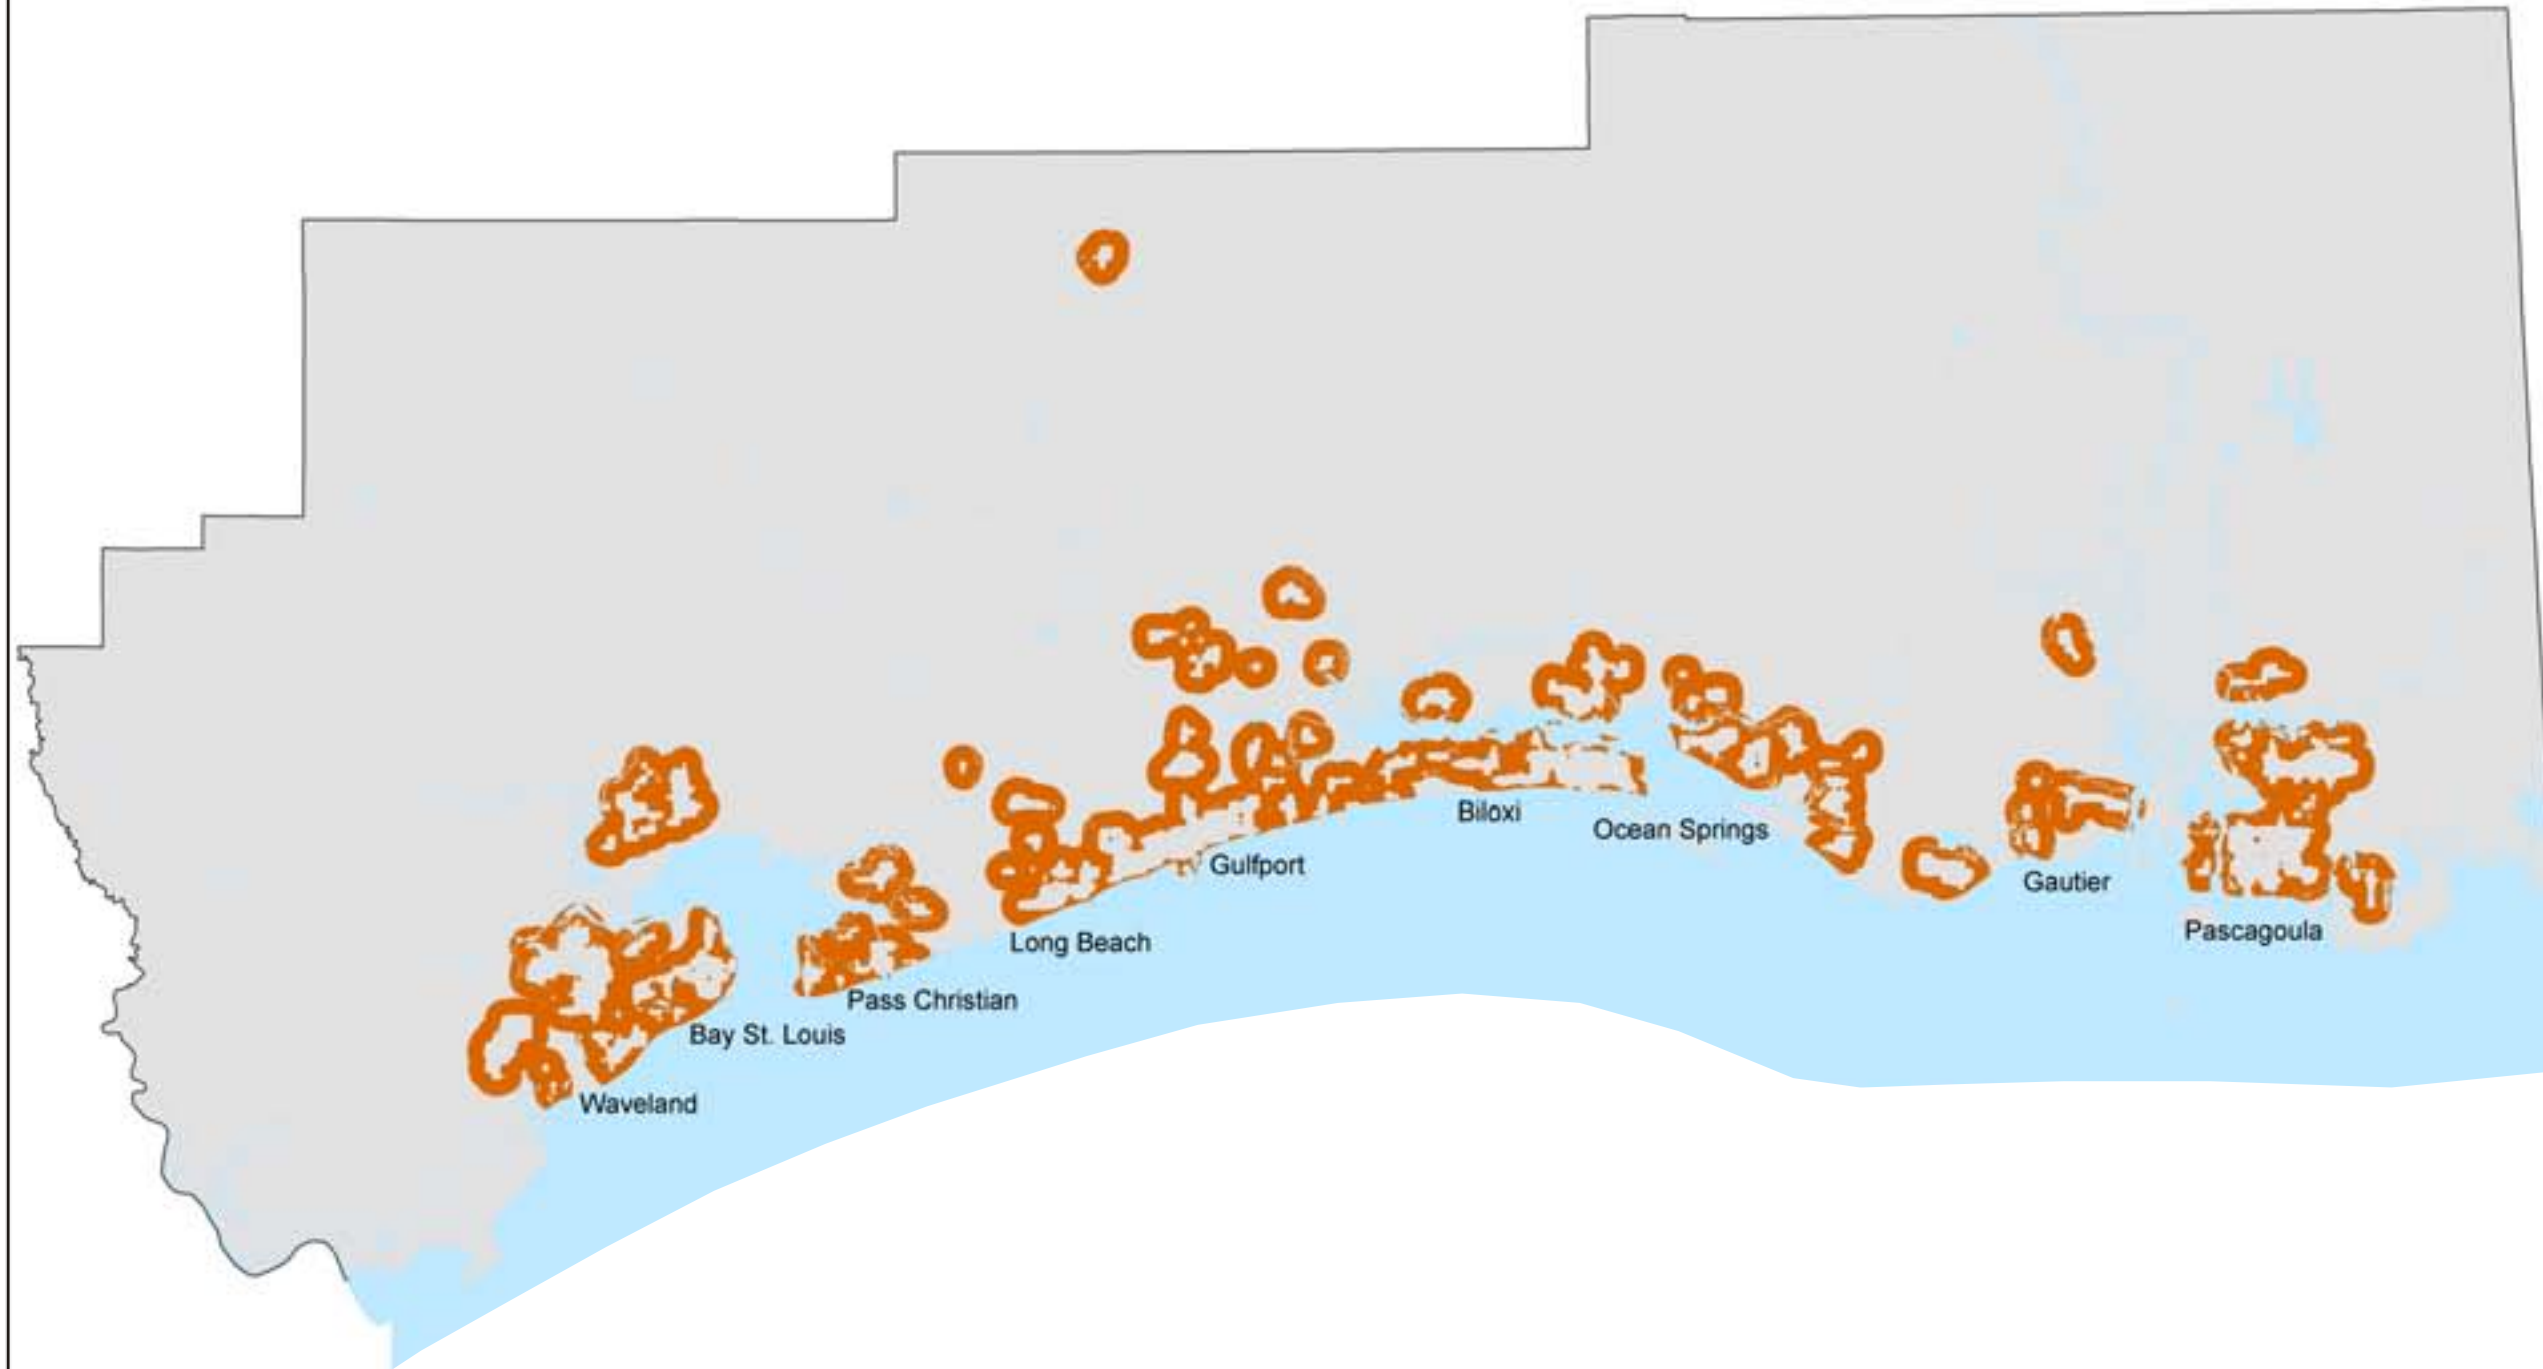 Biloxi
Ocean Springs
Gulfport
Gautier
Pascagoula
Long Beach
Pass Christian
Bay St. Louis
Waveland